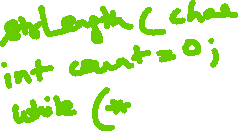 strLength (char
int count = 0;
while (*